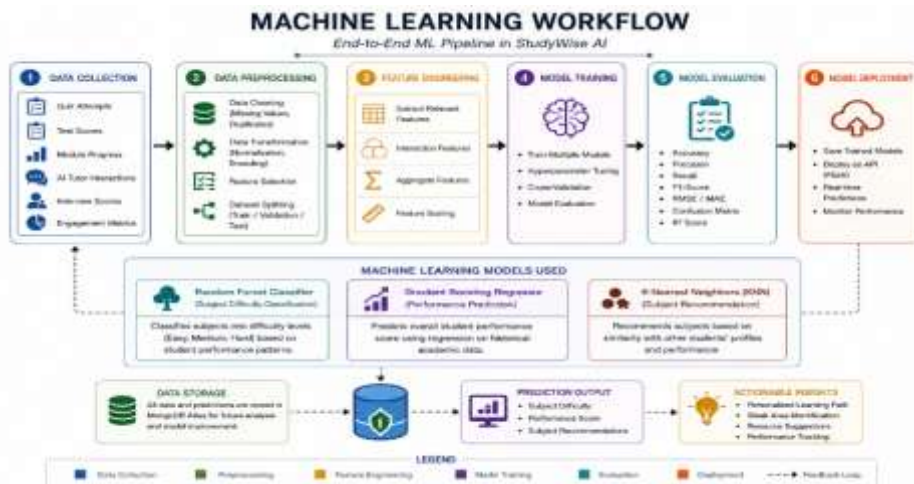 MACHINE LEARNING WORKFLOW
End-to-End ML Pipeline in StudyWise AI
1 DATA COLLECTION
Quiz Attempts
Test Scores
Module Progress
AI Tutor Interactions
Interview Scores
Engagement Metrics
2 DATA PREPROCESSING
Data Cleaning
(Missing Values,
Duplicates)
Data Transformation
(Normalization,
Encoding)
Feature Selection
Dataset Splitting
(Train / Validation /
Test)
3 FEATURE ENGINEERING
Extract Relevant
Features
Interaction Features
Aggregate Features
Feature Scaling
4 MODEL TRAINING
Train Multiple Models
Hyperparameter Tuning
Cross-Validation
Model Evaluation
5 MODEL EVALUATION
Accuracy
Precision
Recall
F1-Score
RMSE / MAE
Confusion Matrix
R² Score
6 MODEL DEPLOYMENT
Save Trained Models
Deploy as API
Real-time
Predictions
Monitor Performance
MACHINE LEARNING MODELS USED
Random Forest Classifier
(Subject Difficulty Classification)
Classifies subjects into difficulty levels
(Easy, Medium, Hard) based on
student performance patterns
Gradient Boosting Regressor
(Performance Prediction)
Predicts overall student performance
score using regression on historical
academic data.
K-Nearest Neighbors (KNN)
(Subject Recommendation)
Recommends subjects based on
similarity with other students' profiles
and performance
DATA STORAGE
All data and predictions are stored in
MongoDB Atlas for future analysis
and model improvement.
PREDICTION OUTPUT
Subject Difficulty
Performance Score
Subject Recommendations
ACTIONABLE INSIGHTS
Personalized Learning Path
Weak Area Identification
Resource Suggestions
Performance Tracking
LEGEND
Data Collection
Preprocessing
Feature Engineering
Model Training
Evaluation
Deployment
Feedback Loop